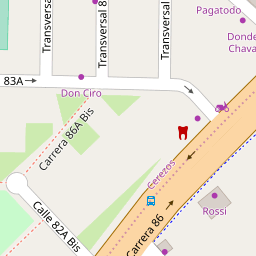 Pagatodo
Donde
Chava
Transversal
Transversal 8
Transversal
83A
Don Ciro
Carrera 86A Bis
Cerezos
Calle 82A Bis
Carrera 86
Rossi